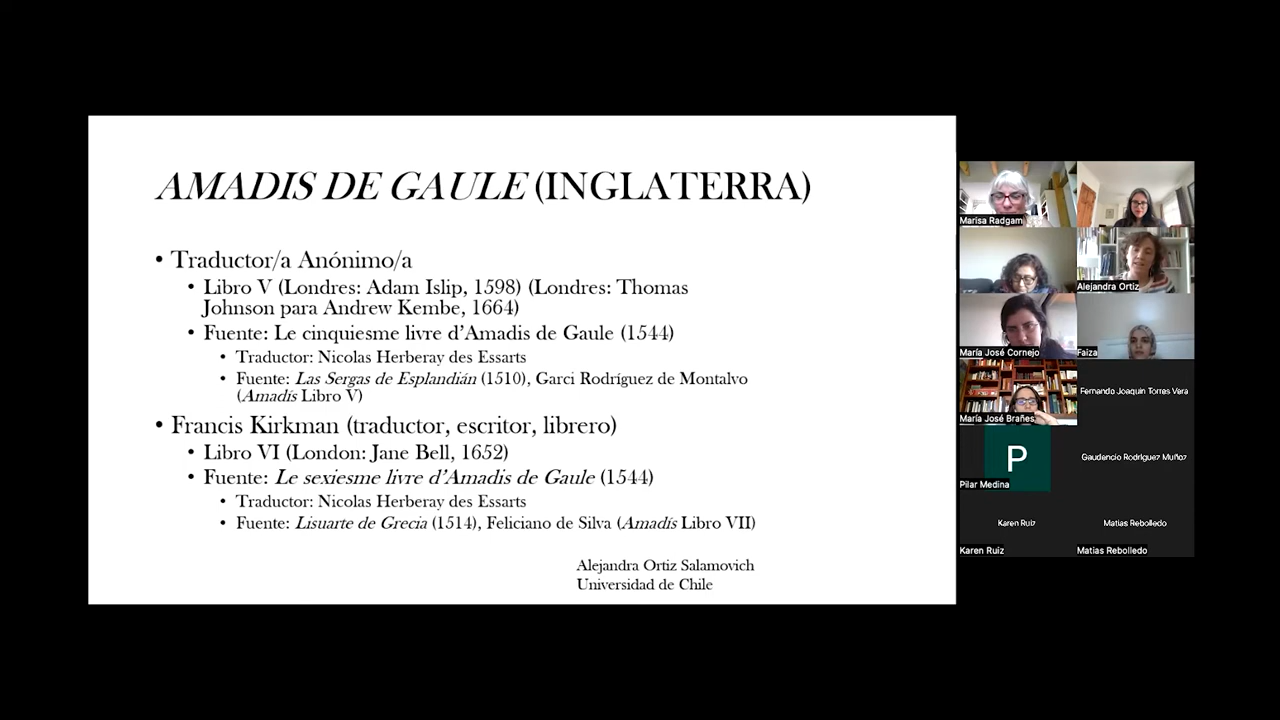 AMADIS DE GAULE (INGLATERRA)
• Traductor/a Anónimo/a
• Libro V (Londres: Adam Islip, 1598) (Londres: Thomas
Johnson para Andrew Kembe, 1664)
• Fuente: Le cinquiesme livre d’Amadis de Gaule (1544)
• Traductor: Nicolas Herberay des Essarts
• Fuente: Las Sergas de Esplandián (1510), Garci Rodríguez de Montalvo
(Amadís Libro V)
• Francis Kirkman (traductor, escritor, librero)
• Libro VI (London: Jane Bell, 1652)
• Fuente: Le sexiesme livre d’Amadis de Gaule (1544)
• Traductor: Nicolas Herberay des Essarts
• Fuente: Lisuarte de Grecia (1514), Feliciano de Silva (Amadís Libro VII)
Alejandra Ortiz Salamovich
Universidad de Chile
Marisa Radgam
Alejandra Ortiz
María José Cornejo
Faiza
María José Brañes
Fernando Joaquín Torres Vera
P
Pilar Medina
Gaudencio Rodríguez Muñoz
Karen Ruiz
Karen Ruiz
Matias Rebolledo
Matias Rebolledo